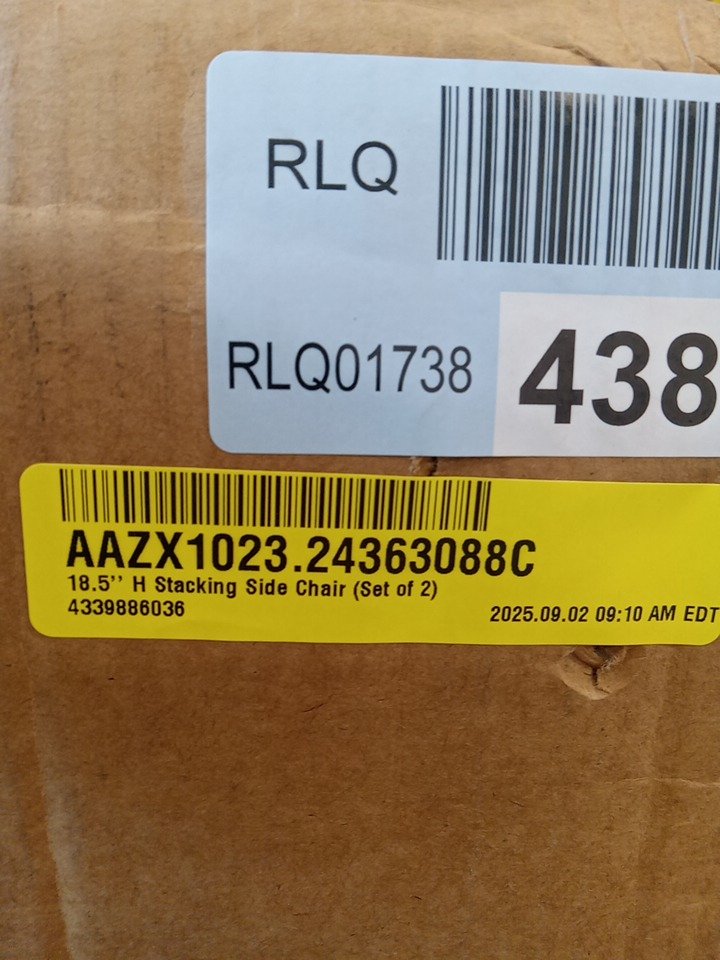 RLQ
RLQ01738
438
AAZX1023.24363088C
18.5'' H Stacking Side Chair (Set of 2)
4339886036
2025.09.02 09:10 AM EDT